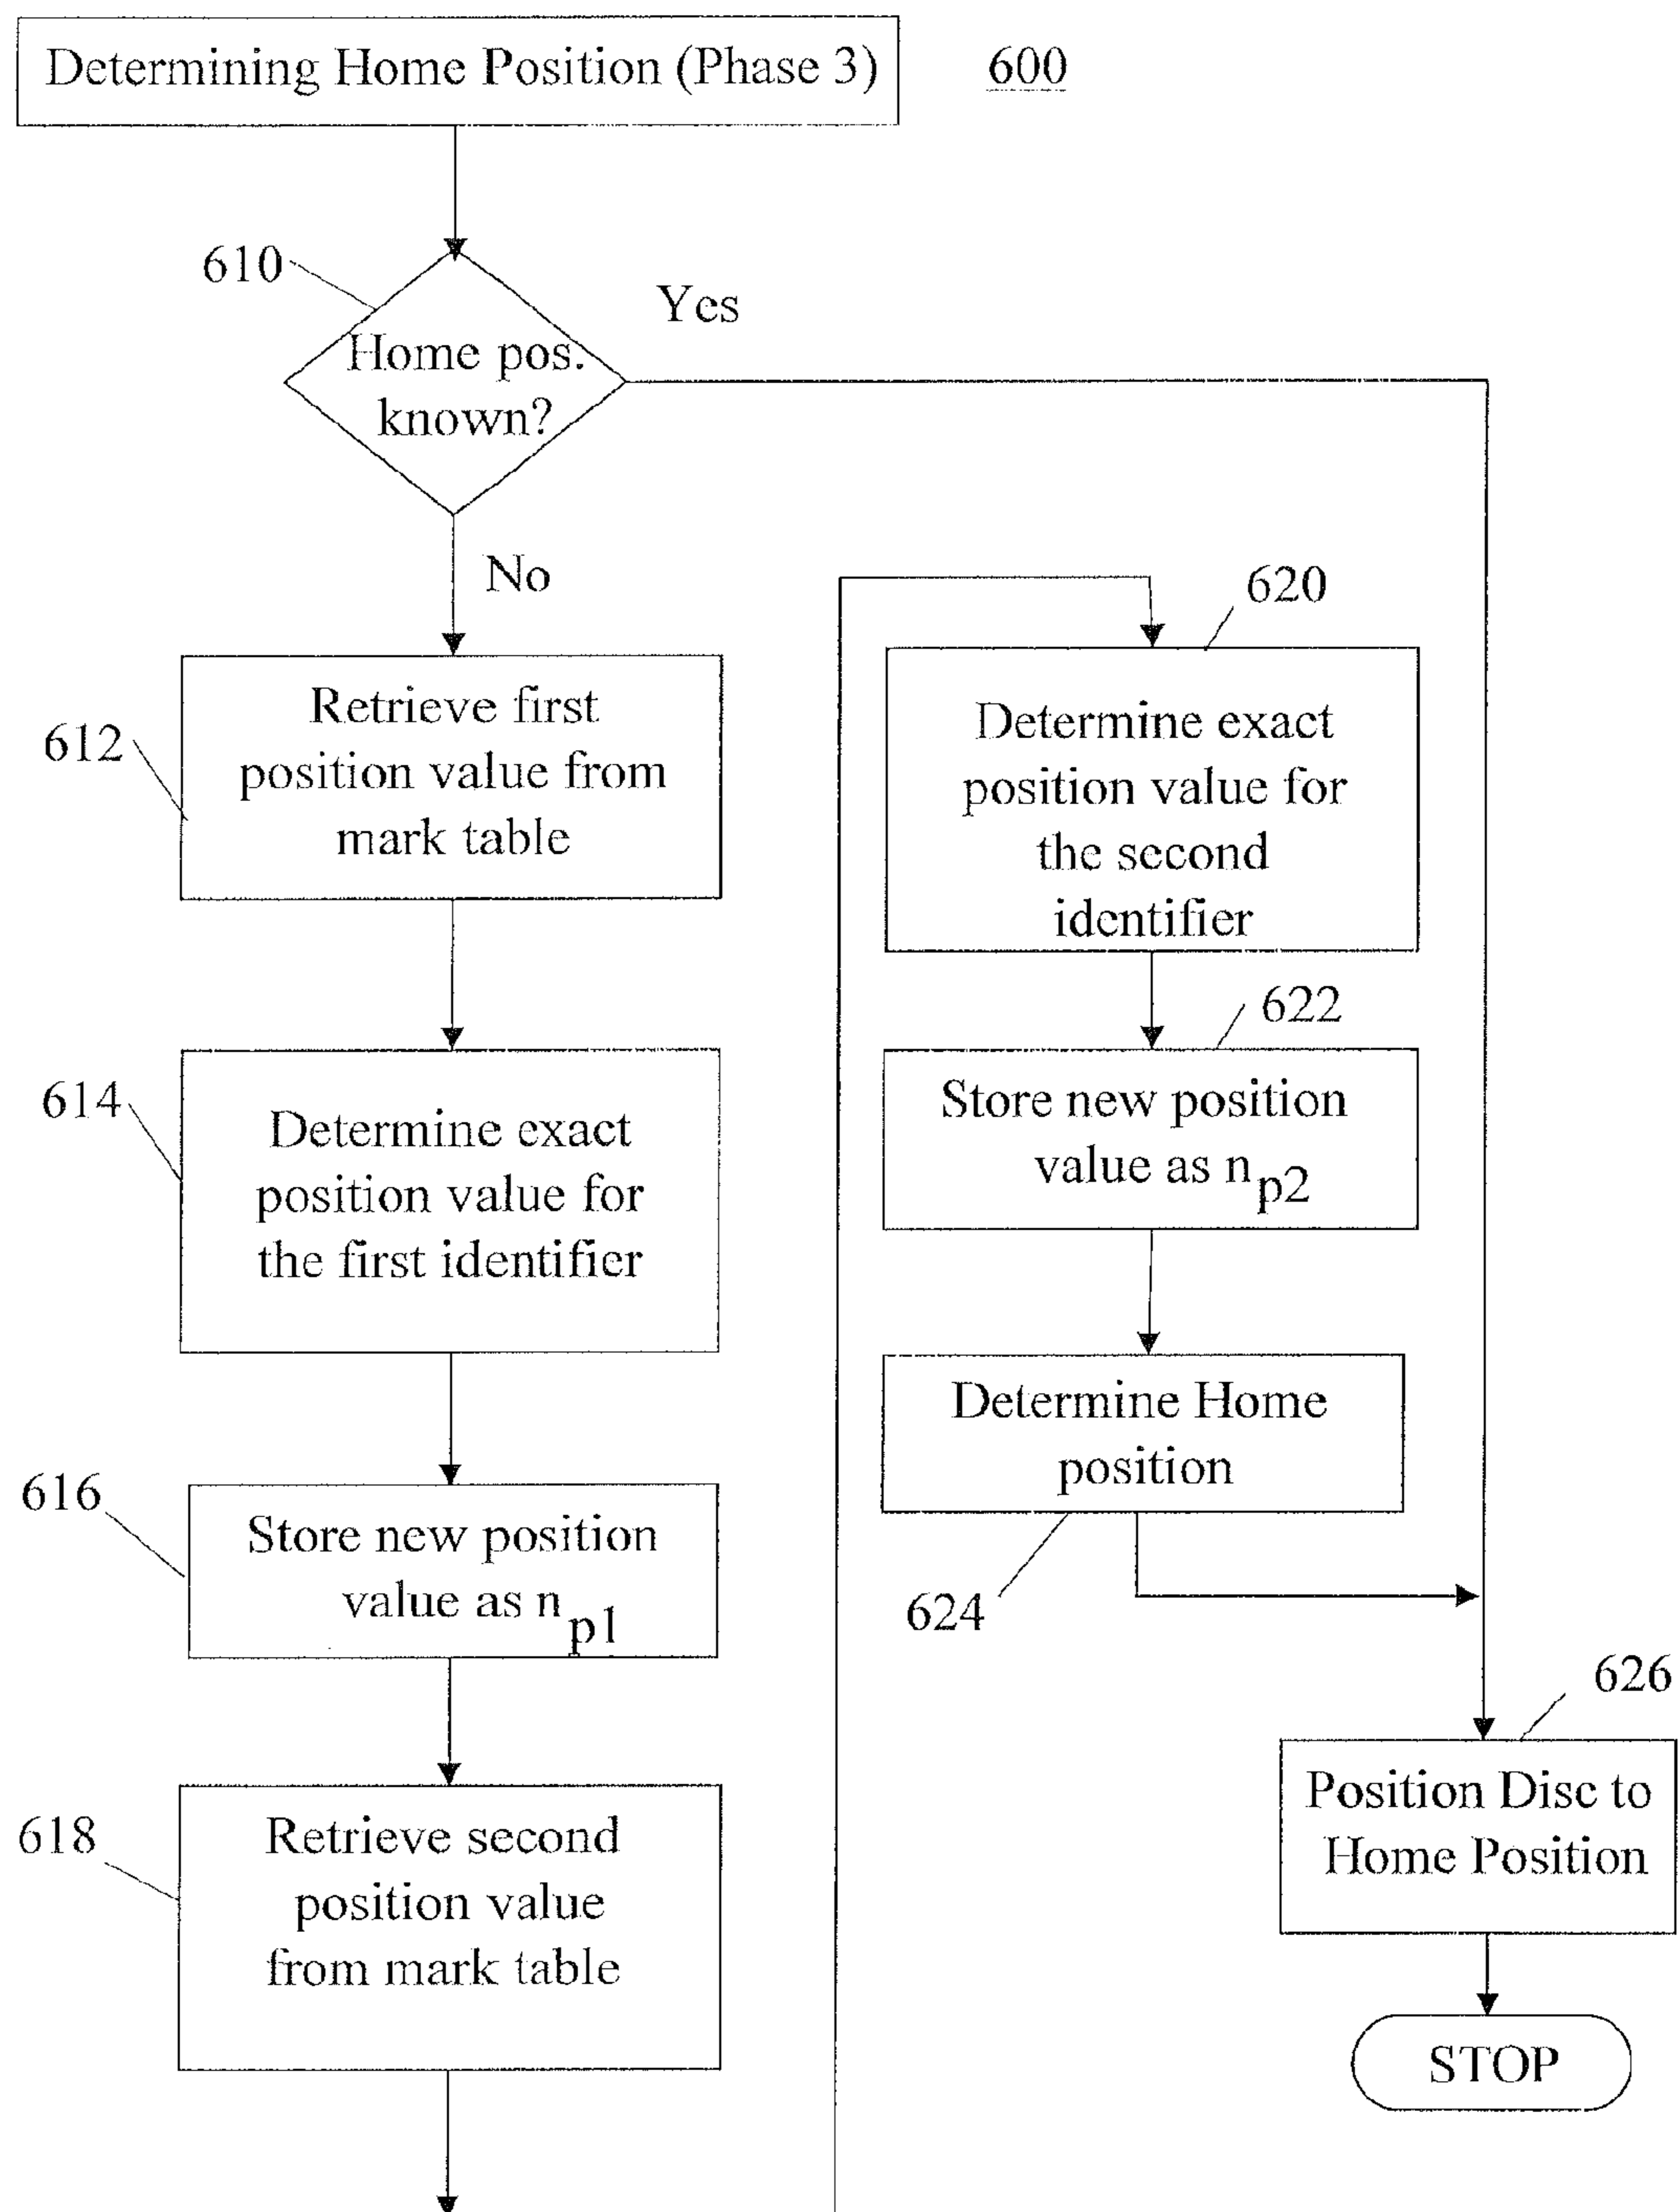 Determining Home Position (Phase 3)
600
610
Home pos.
known?
Yes
No
612
Retrieve first
position value from
mark table
614
Determine exact
position value for
the first identifier
616
Store new position
value as n p1
618
Retrieve second
position value
from mark table
620
Determine exact
position value for
the second
identifier
622
Store new position
value as n p2
Determine Home
position
624
626
Position Disc to
Home Position
STOP